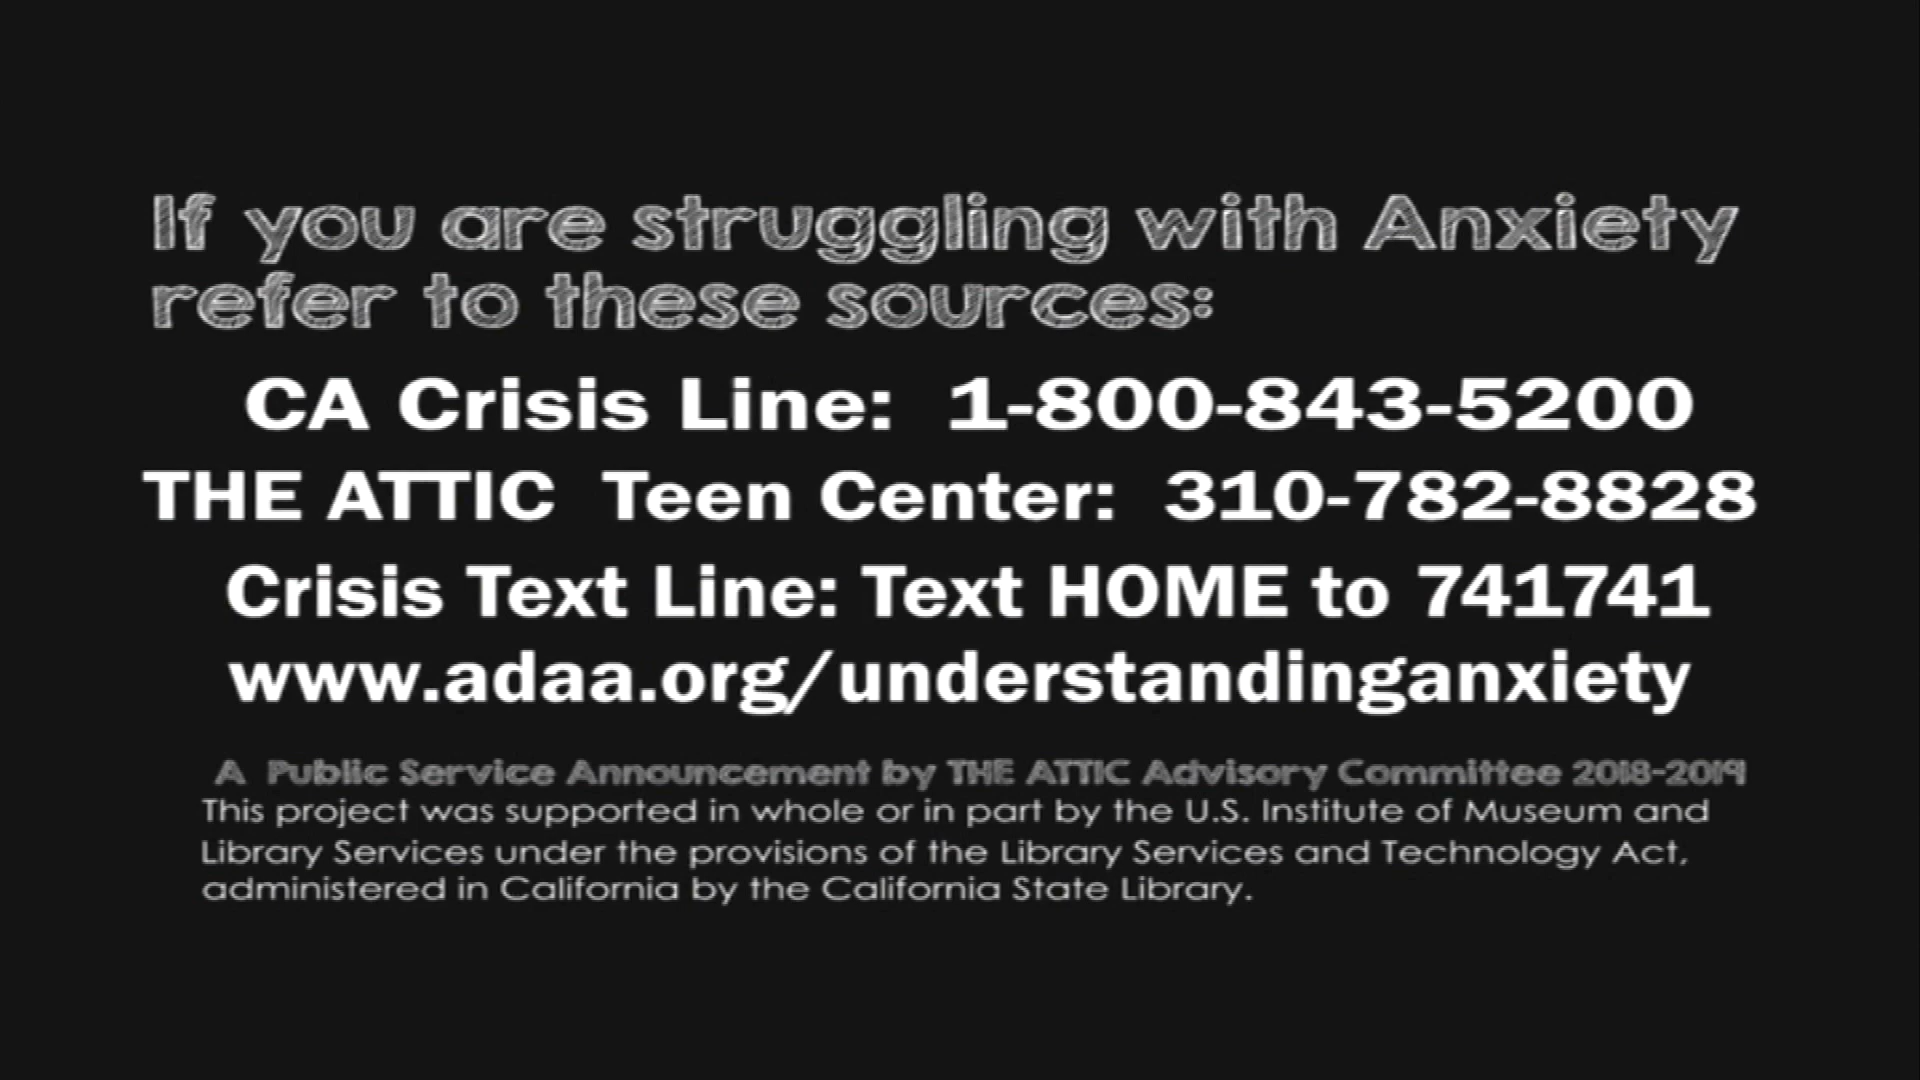 If you are struggling with Anxiety
refer to these sources:
CA Crisis Line: 1-800-843-5200
THE ATTIC Teen Center: 310-782-8828
Crisis Text Line: Text HOME to 741741
www.adaa.org/understandinganxiety
A Public Service Announcement by THE ATTIC Advisory Committee 2018-2019
This project was supported in whole or in part by the U.S. Institute of Museum and
Library Services under the provisions of the Library Services and Technology Act,
administered in California by the California State Library.